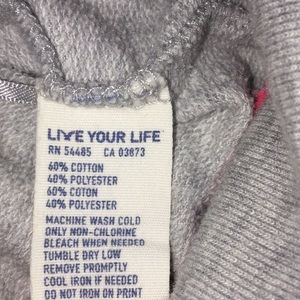 LIVE YOUR LIFE
RN 54485 CA 03873
60% COTTON
40% POLYESTER
60% COTON
40% POLYESTER
MACHINE WASH COLD
ONLY NON-CHLORINE
BLEACH WHEN NEEDED
TUMBLE DRY LOW
REMOVE PROMPTLY
COOL IRON IF NEEDED
DO NOT IRON ON PRINT